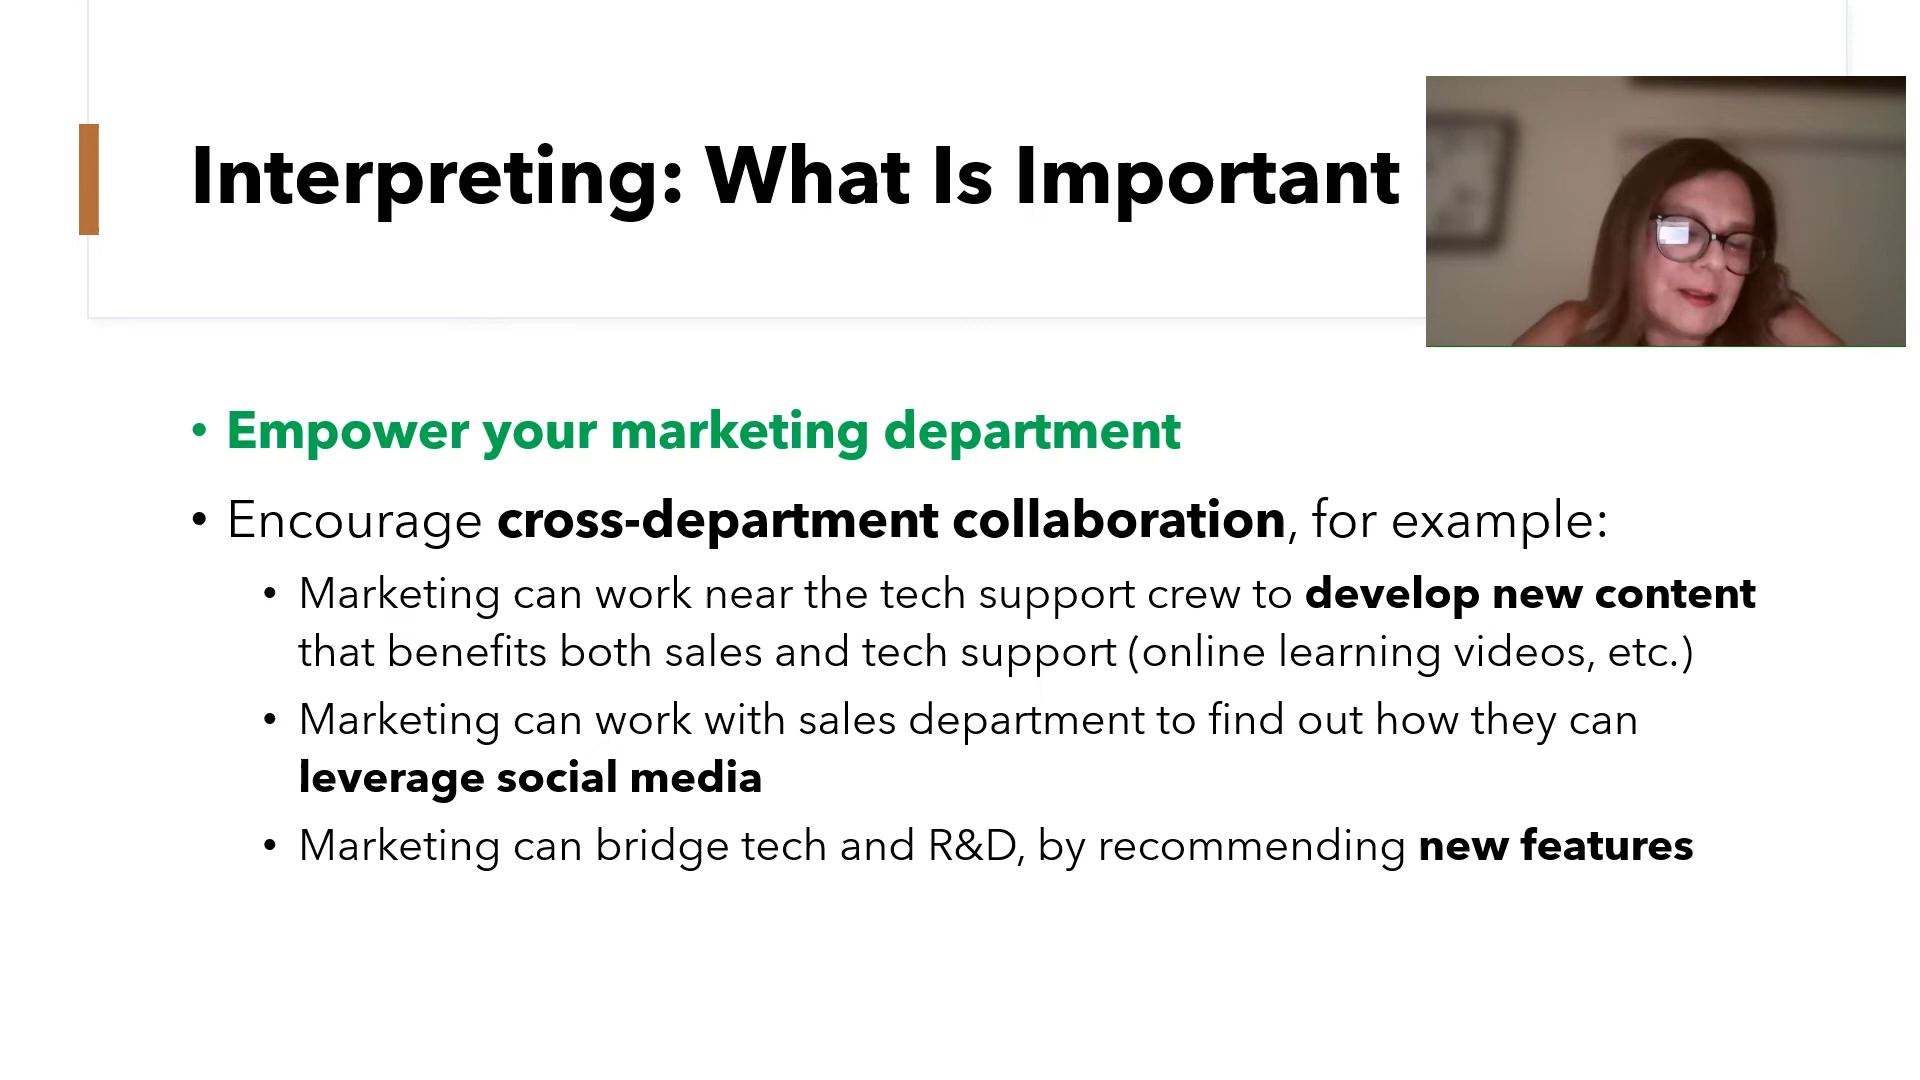 Interpreting: What Is Important
• Empower your marketing department
• Encourage cross-department collaboration, for example:
• Marketing can work near the tech support crew to develop new content
that benefits both sales and tech support (online learning videos, etc.)
• Marketing can work with sales department to find out how they can
leverage social media
• Marketing can bridge tech and R&D, by recommending new features